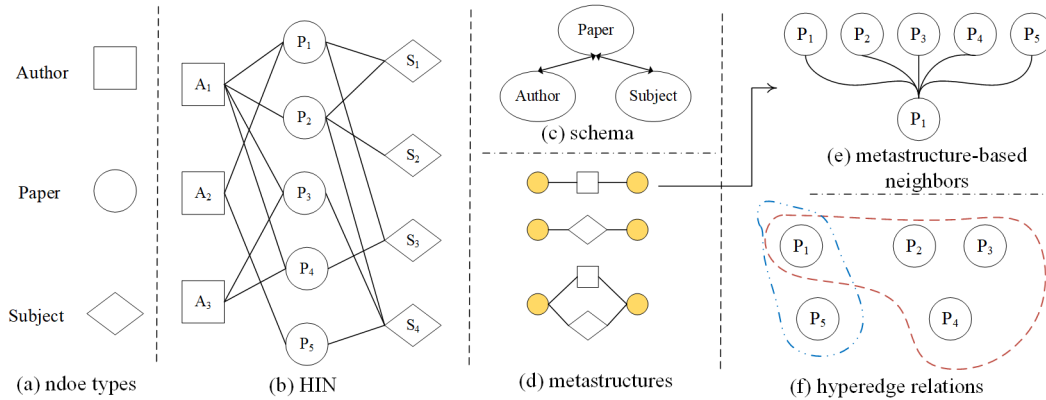 Author
Paper
Subject
(a) ndoe types
A1
A2
A3
P1
P2
P3
P4
P5
S1
S2
S3
S4
(b) HIN
Paper
Author
Subject
(c) schema
(d) metastructures
P1 P2 P3 P4 P5
P1
(e) metastructure-based
neighbors
P1 P2 P3
P5 P4
(f) hyperedge relations